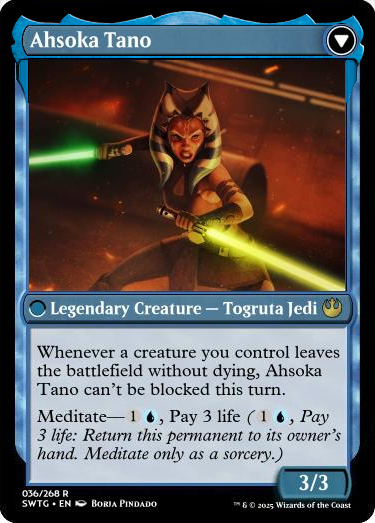 Ahsoka Tano
Legendary Creature — Togruta Jedi
Whenever a creature you control leaves
the battlefield without dying, Ahsoka
Tano can't be blocked this turn.
Meditate— 1, Pay 3 life ( 1, Pay
3 life: Return this permanent to its owner's
hand. Meditate only as a sorcery.)
3/3
036/268 R
SWTG • EN Borja Pindado
™ & © 2025 Wizards of the Coast